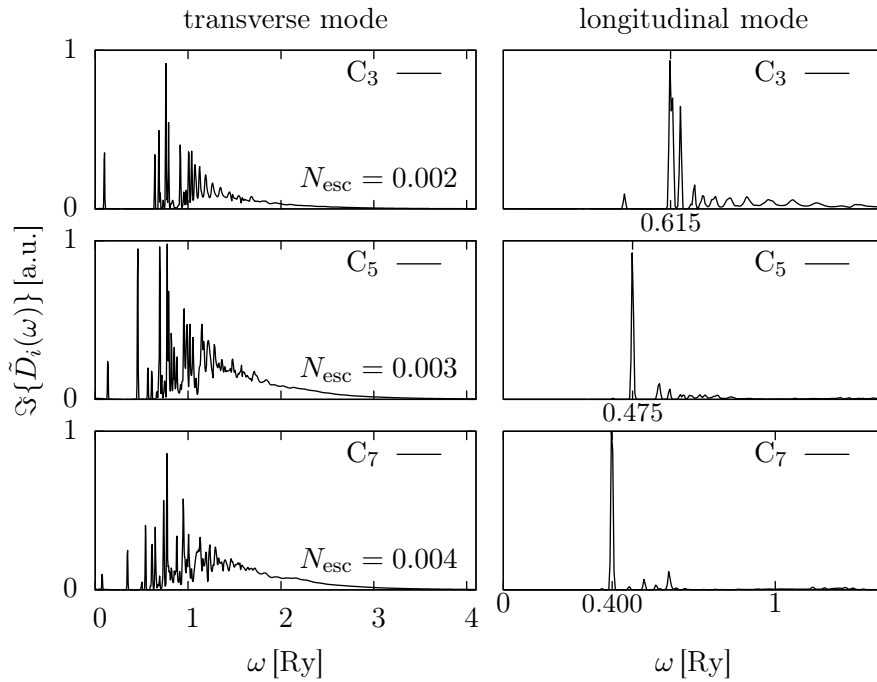 transverse mode
longitudinal mode
1
0
C₃
N_esc = 0.002
C₃
0.615
ℑ{D̃ᵢ(ω)} [a.u.]
1
0
C₅
N_esc = 0.003
C₅
0.475
1
0
C₇
N_esc = 0.004
C₇
0 1 2 3 4
0 0.400 1
ω [Ry]
ω [Ry]